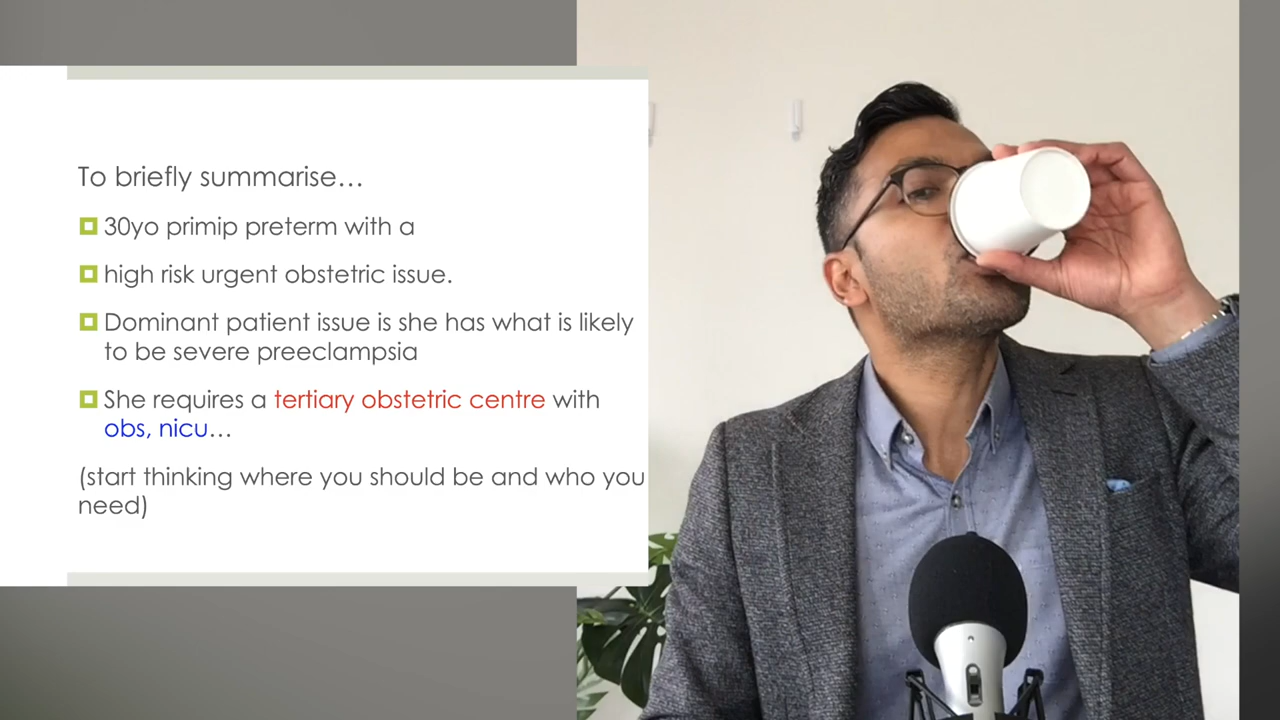 To briefly summarise…
30yo primip preterm with a
high risk urgent obstetric issue.
Dominant patient issue is she has what is likely
to be severe preeclampsia
She requires a tertiary obstetric centre with
obs, nicu…
(start thinking where you should be and who you
need)